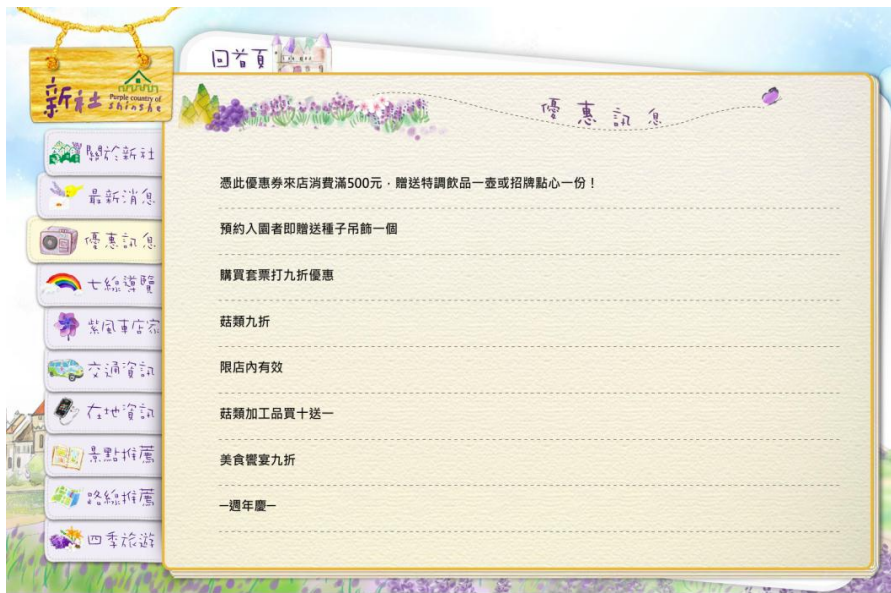 回首頁
新社
Purple country of
Shinshe
關於新社
最新消息
優惠訊息
七線導覽
紫風車店家
交通資訊
在地資訊
景點推薦
路線推薦
四季旅遊
優惠訊息
憑此優惠券來店消費滿500元，贈送特調飲品一壺或招牌點心一份！
預約入園者即贈送種子吊飾一個
購買套票打九折優惠
菇類九折
限店內有效
菇類加工品買十送一
美食饗宴九折
─週年慶─